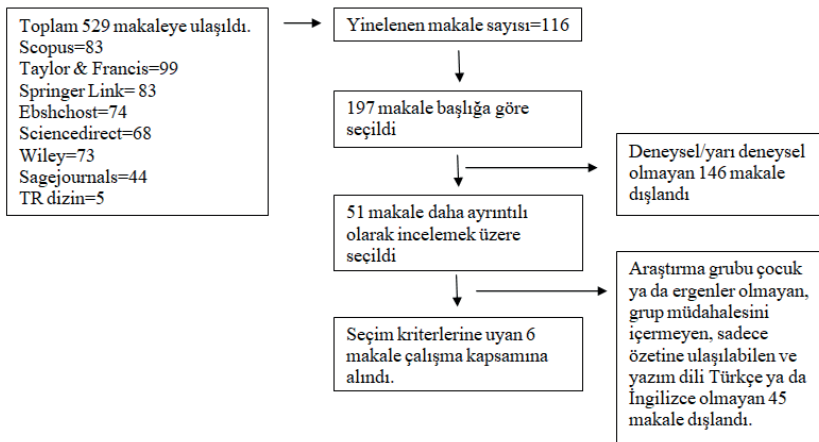 Toplam 529 makaleye ulaşıldı.
Scopus=83
Taylor & Francis=99
Springer Link= 83
Ebshchost=74
Sciencedirect=68
Wiley=73
Sagejournals=44
TR dizin=5
Yinelenen makale sayısı=116
197 makale başlığa göre
seçildi
Deneysel/yarı deneysel
olmayan 146 makale
dışlandı
51 makale daha ayrıntılı
olarak incelemek üzere
seçildi
Araştırma grubu çocuk
ya da ergenler olmayan,
grup müdahalesini
içermeyen, sadece
özetine ulaşılabilen ve
yazım dili Türkçe ya da
İngilizce olmayan 45
makale dışlandı.
Seçim kriterlerine uyan 6
makale çalışma kapsamına
alındı.